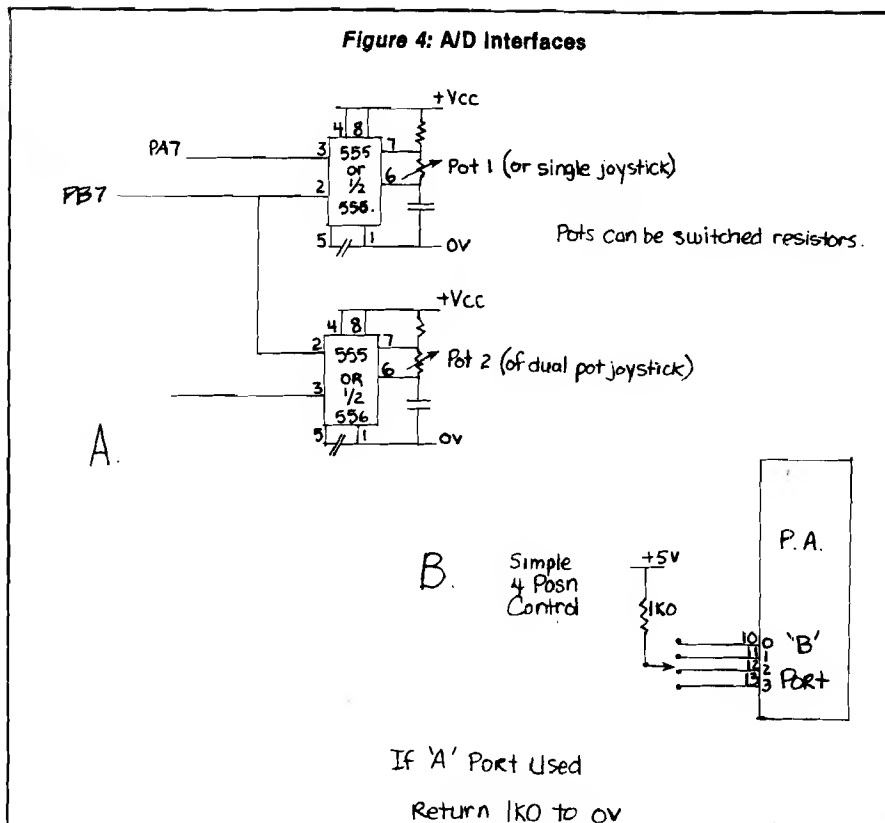 Figure 4: A/D Interfaces
+Vcc
4 8
7
PA7
3
555
or
1/2
556.
6
Pot 1 (or single joystick)
PB7
2
Pots can be switched resistors.
5
1
0V
+Vcc
4 8
7
2
555
OR
1/2
556
6
Pot 2 (of dual pot joystick)
3
5
1
0V
A.
B.
Simple
4 Posn
Control
+5V
1K0
P.A.
10 0 'B'
11 1
12 2
13 3 PORt
If 'A' Port Used
Return 1K0 to 0V